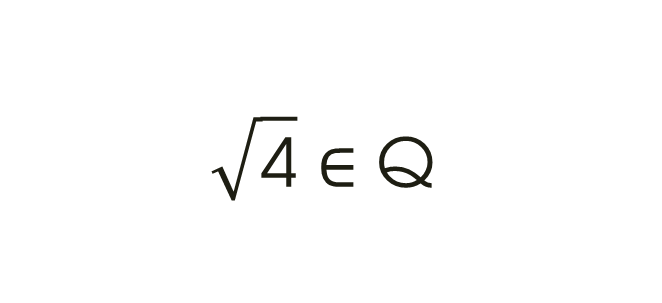 √4 ∈ Q